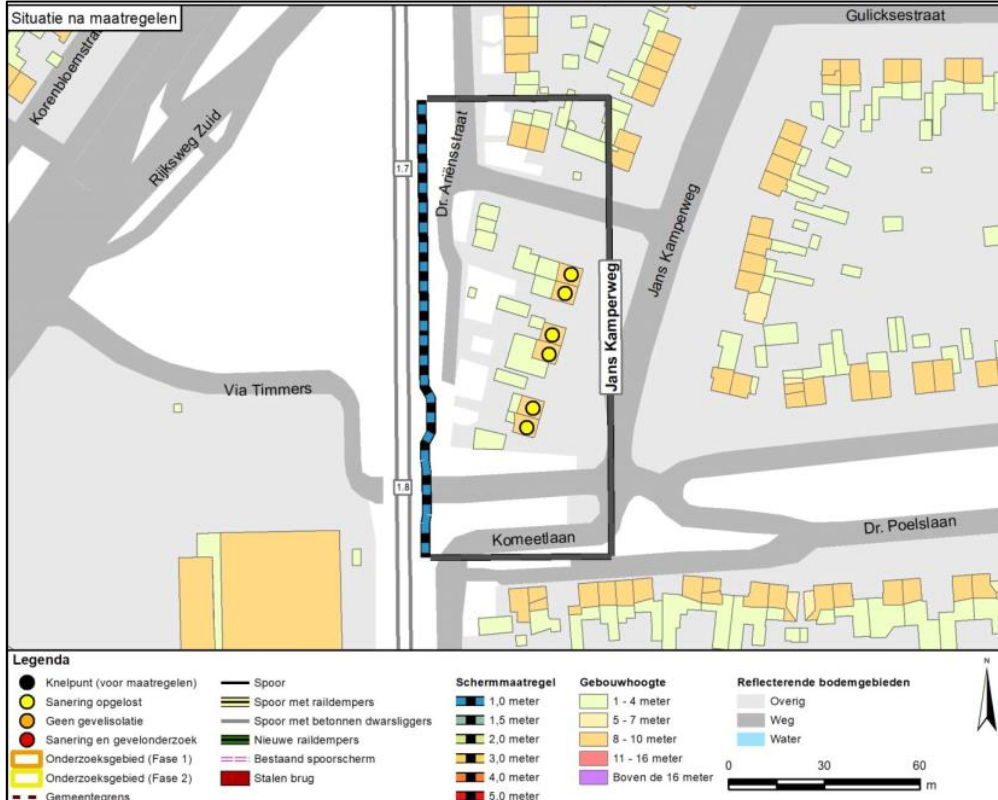 Situatie na maatregelen
Gulicksestraat
Korenbloemstraat
Rijksweg Zuid
1.7
Dr. Ariënsstraat
Jans Kamperweg
Jans Kamperweg
Via Timmers
1.8
Komeetlaan
Dr. Poelslaan
Legenda
Knelpunt (voor maatregelen)
Sanering opgelost
Geen gevelisolatie
Sanering en gevelonderzoek
Onderzoeksgebied (Fase 1)
Onderzoeksgebied (Fase 2)
Gemeentegrens
Spoor
Spoor met raildempers
Spoor met betonnen dwarsliggers
Nieuwe raildempers
Bestaand spoorscherm
Stalen brug
Schermmaatregel
1,0 meter
1,5 meter
2,0 meter
3,0 meter
4,0 meter
5,0 meter
Gebouwhoogte
1 - 4 meter
5 - 7 meter
8 - 10 meter
11 - 16 meter
Boven de 16 meter
Reflecterende bodemgebieden
Overig
Weg
Water
N
0 30 60
m